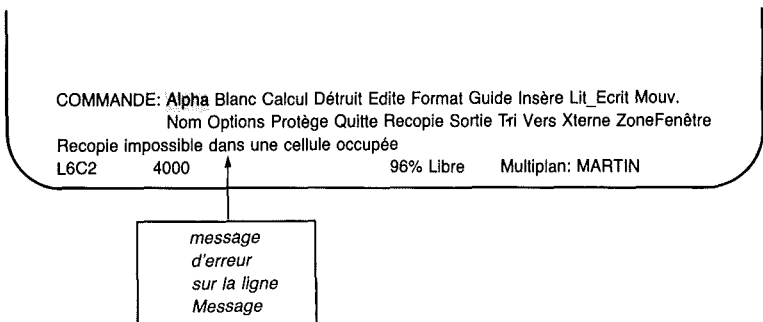 COMMANDE: Alpha Blanc Calcul Détruit Edite Format Guide Insère Lit_Ecrit Mouv.
Nom Options Protège Quitte Recopie Sortie Tri Vers Xterne ZoneFenêtre
Recopie impossible dans une cellule occupée
L6C2 4000 96% Libre Multiplan: MARTIN
message
d'erreur
sur la ligne
Message